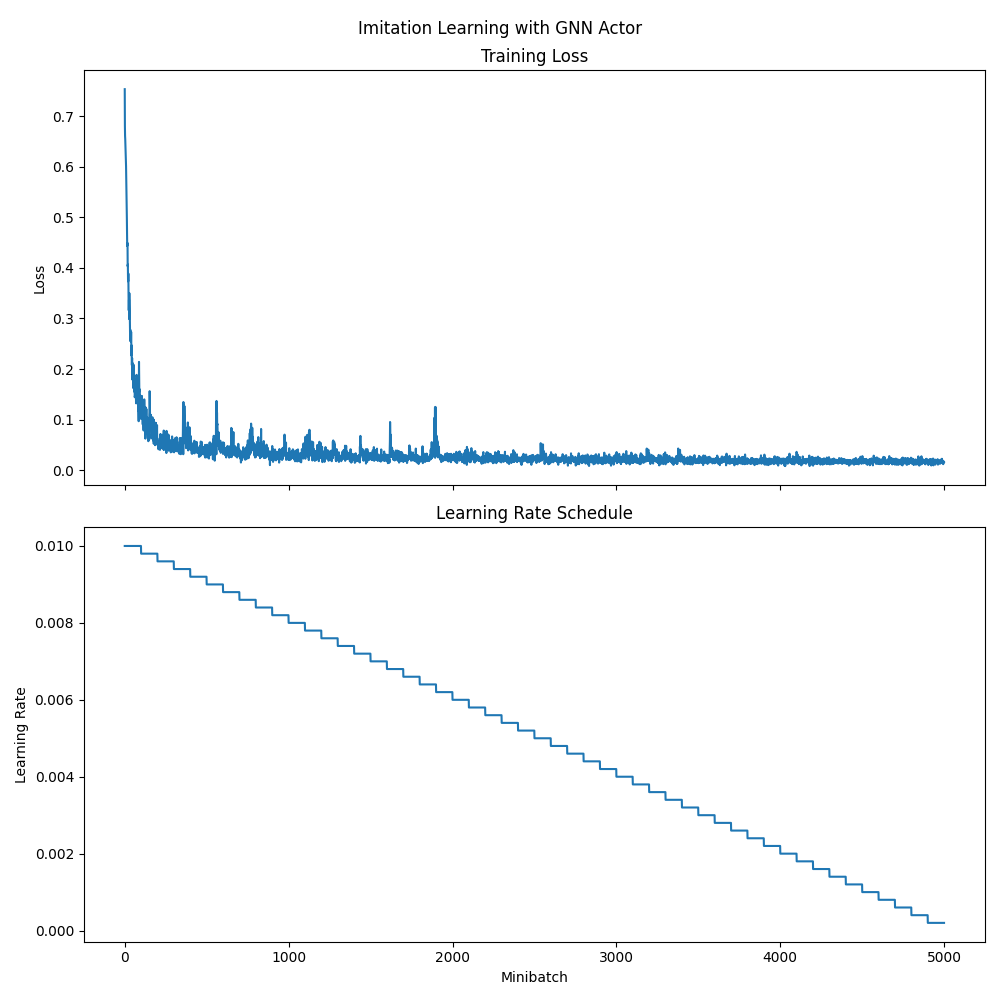 Imitation Learning with GNN Actor
Training Loss
0.7
0.6
0.5
0.4
0.3
0.2
0.1
0.0
Loss
Learning Rate Schedule
0.010
0.008
0.006
0.004
0.002
0.000
Learning Rate
0 1000 2000 3000 4000 5000
Minibatch